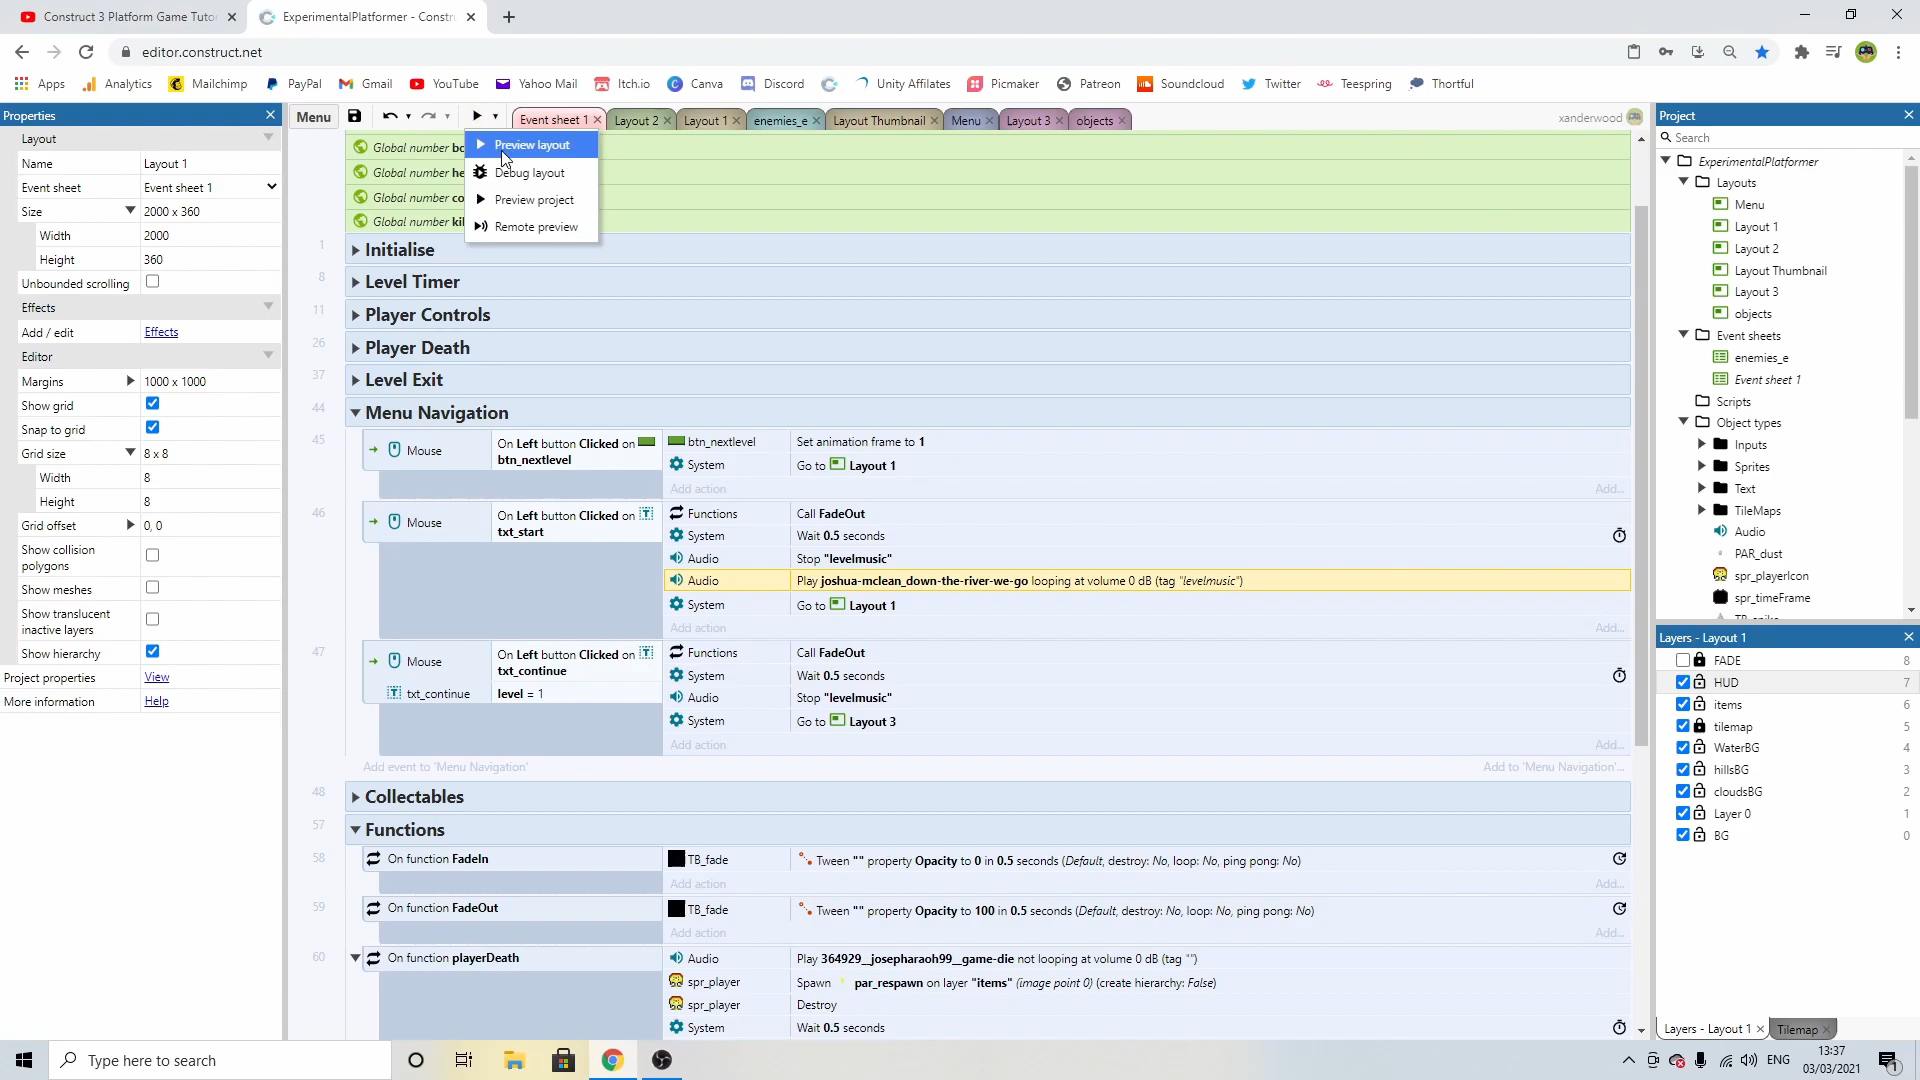 Construct 3 Platform Game Tutor
ExperimentalPlatformer - Constru
editor.construct.net
Apps
Analytics
Mailchimp
PayPal
Gmail
YouTube
Yahoo Mail
Itch.io
Canva
Discord
Unity Affiliates
Picmaker
Patreon
Soundcloud
Twitter
Teespring
Thortful
Properties
Menu
Event sheet 1
Layout 2
Layout 1
enemies_e
Layout Thumbnail
Menu
Layout 3
objects
xanderwood
Project
Layout
Name Layout 1
Event sheet Event sheet 1
Size 2000 x 360
Width 2000
Height 360
Unbounded scrolling
Effects
Add / edit Effects
Editor
Margins 1000 x 1000
Show grid
Snap to grid
Grid size 8 x 8
Width 8
Height 8
Grid offset 0, 0
Show collision
polygons
Show meshes
Show translucent
inactive layers
Show hierarchy
Project properties View
More information Help
Preview layout
Debug layout
Preview project
Remote preview
Global number
Global number he
Global number co
Global number kil
1 Initialise
8 Level Timer
11 Player Controls
26 Player Death
37 Level Exit
44 Menu Navigation
45 Mouse On Left button Clicked on
btn_nextlevel
btn_nextlevel Set animation frame to 1
System Go to Layout 1
Add action Add...
46 Mouse On Left button Clicked on
txt_start
Functions Call FadeOut
System Wait 0.5 seconds
Audio Stop "levelmusic"
Audio Play joshua-mclean_down-the-river-we-go looping at volume 0 dB (tag "levelmusic")
System Go to Layout 1
Add action Add...
47 Mouse On Left button Clicked on
txt_continue
txt_continue level = 1
Functions Call FadeOut
System Wait 0.5 seconds
Audio Stop "levelmusic"
System Go to Layout 3
Add action Add...
Add event to 'Menu Navigation' Add to 'Menu Navigation'...
48 Collectables
57 Functions
58 On function FadeIn
TB_fade Tween "" property Opacity to 0 in 0.5 seconds (Default, destroy: No, loop: No, ping pong: No)
Add action Add...
59 On function FadeOut
TB_fade Tween "" property Opacity to 100 in 0.5 seconds (Default, destroy: No, loop: No, ping pong: No)
Add action Add...
60 On function playerDeath
Audio Play 364929__josepharaoh99__game-die not looping at volume 0 dB (tag "")
spr_player Spawn par_respawn on layer "items" (image point 0) (create hierarchy: False)
spr_player Destroy
System Wait 0.5 seconds
Search
ExperimentalPlatformer
Layouts
Menu
Layout 1
Layout 2
Layout Thumbnail
Layout 3
objects
Event sheets
enemies_e
Event sheet 1
Scripts
Object types
Inputs
Sprites
Text
TileMaps
Audio
PAR_dust
spr_playerIcon
spr_timeFrame
Layers - Layout 1
FADE 8
HUD 7
items 6
tilemap 5
WaterBG 4
hillsBG 3
cloudsBG 2
Layer 0 1
BG 0
Layers - Layout 1
Tilemap
Type here to search
ENG
13:37
03/03/2021
1